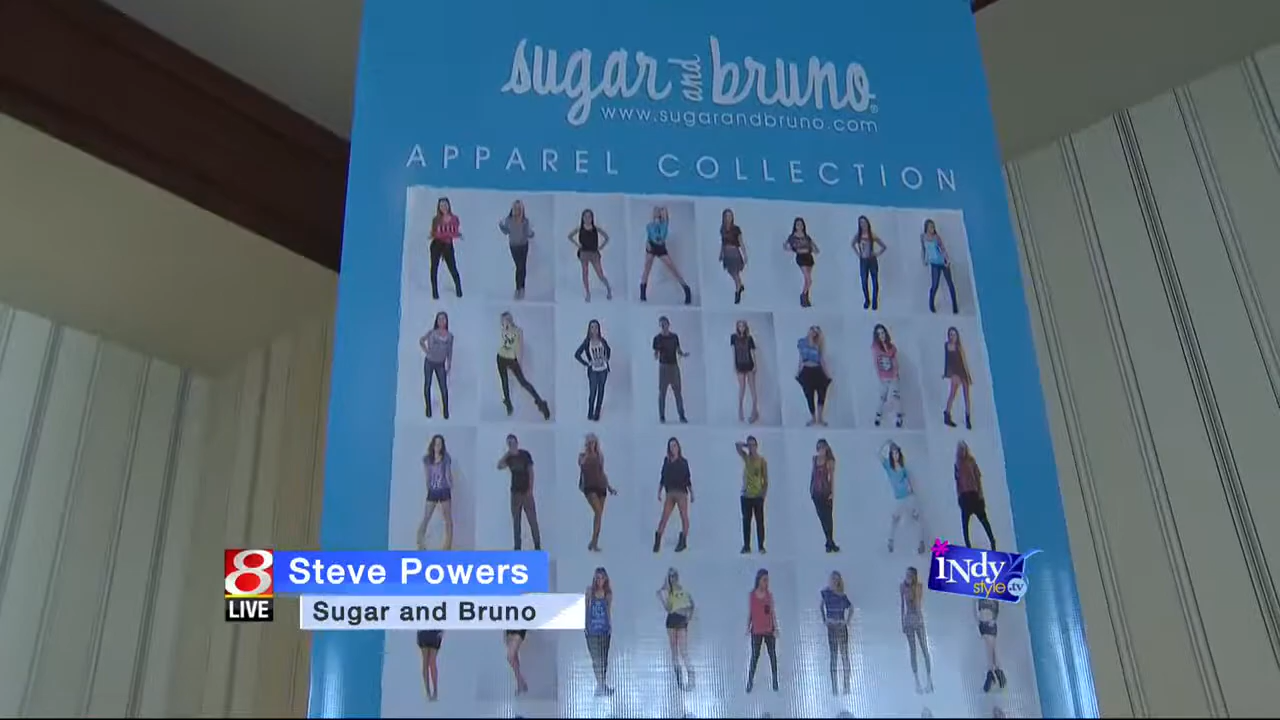 sugar and bruno®
www.sugarandbruno.com
APPAREL COLLECTION
8 Steve Powers
LIVE Sugar and Bruno
iNdy
style.tv